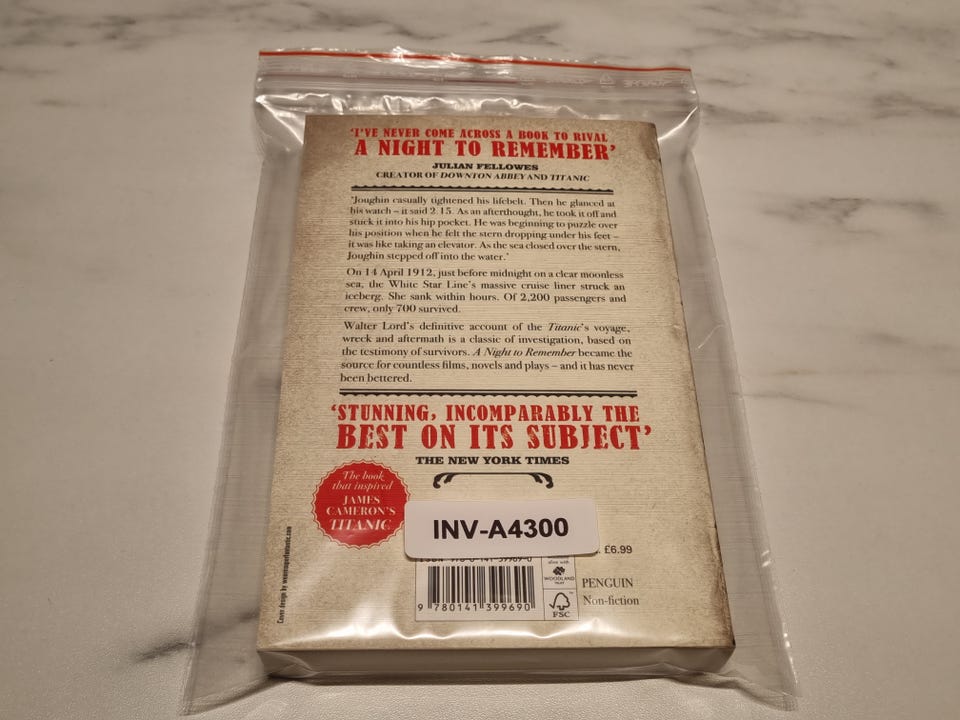 'I'VE NEVER COME ACROSS A BOOK TO RIVAL
A NIGHT TO REMEMBER'
JULIAN FELLOWES
CREATOR OF DOWNTON ABBEY AND TITANIC
'Joughin casually tightened his lifebelt. Then he glanced at
his watch – it said 2.15. As an afterthought, he took it off and
stuck it into his hip pocket. He was beginning to puzzle over
his position when he felt the stern dropping under his feet –
it was like taking an elevator. As the sea closed over the stern,
Joughin stepped off into the water.'
On 14 April 1912, just before midnight on a clear moonless
sea, the White Star Line's massive cruise liner struck an
iceberg. She sank within hours. Of 2,200 passengers and
crew, only 700 survived.
Walter Lord's definitive account of the Titanic's voyage,
wreck and aftermath is a classic of investigation, based on
the testimony of survivors. A Night to Remember became the
source for countless films, novels and plays – and it has never
been bettered.
'STUNNING, INCOMPARABLY THE
BEST ON ITS SUBJECT'
THE NEW YORK TIMES
The book
that inspired
JAMES
CAMERON'S
TITANIC
INV-A4300
£6.99
WOODLAND
TRUST
PENGUIN
Non-fiction
FSC
9 780141 399690